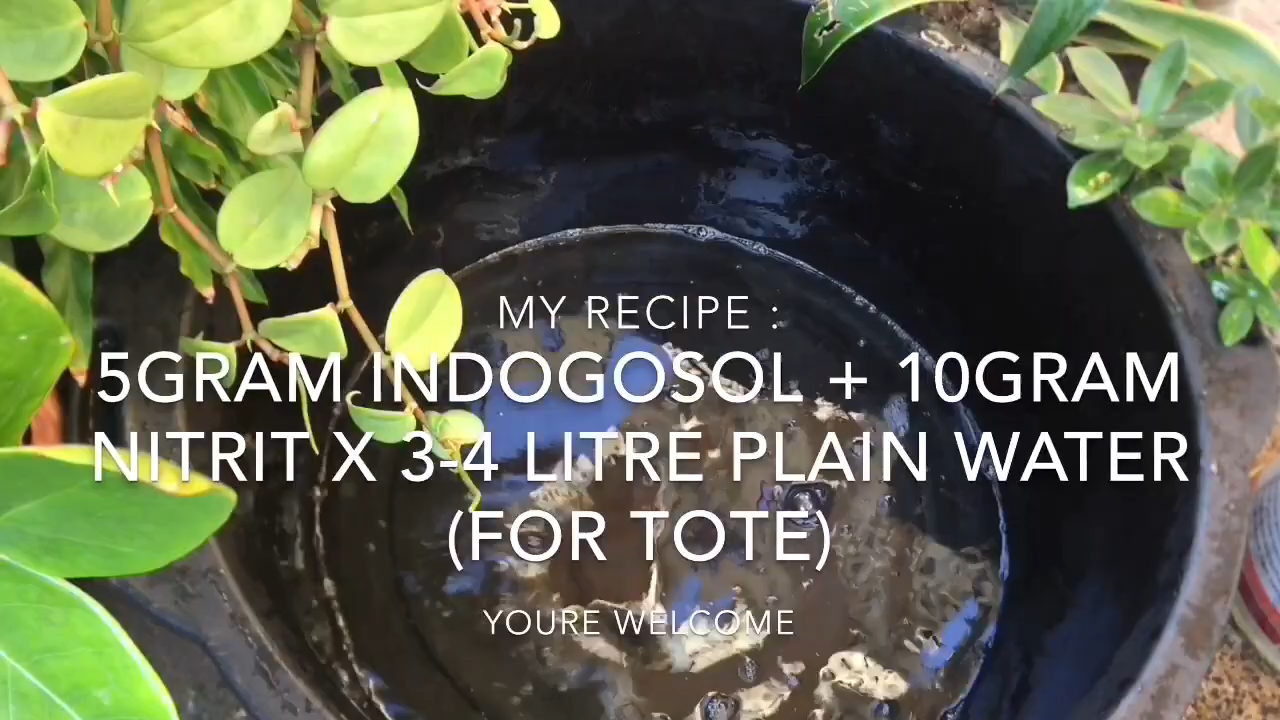 MY RECIPE :
5GRAM INDOGOSOL + 10GRAM
NITRIT X 3-4 LITRE PLAIN WATER
(FOR TOTE)
YOURE WELCOME